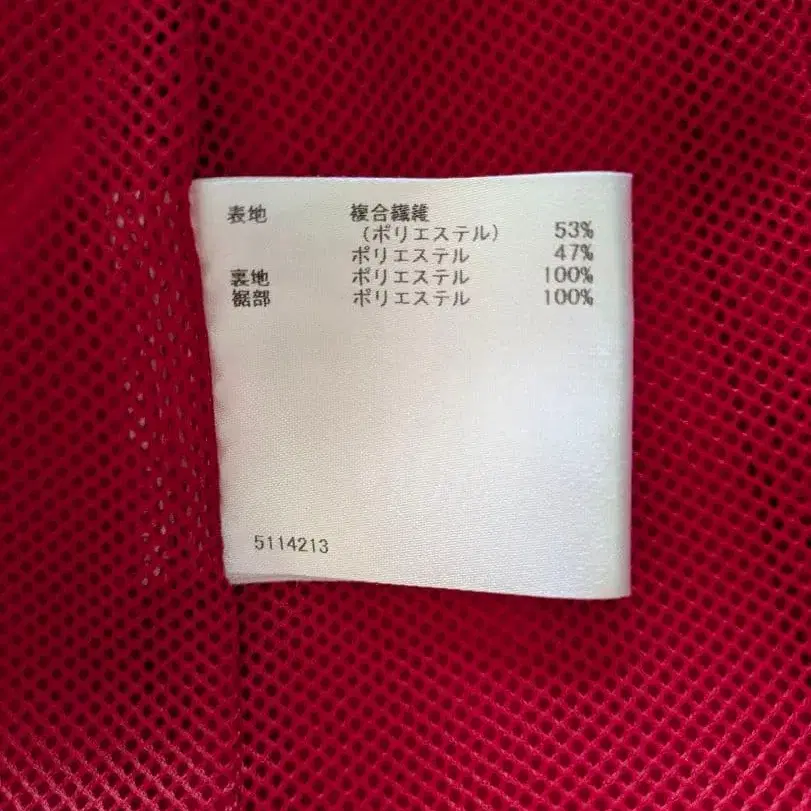 表地 複合繊維
(ポリエステル) 53%
ポリエステル 47%
裏地 ポリエステル 100%
裾部 ポリエステル 100%
5114213